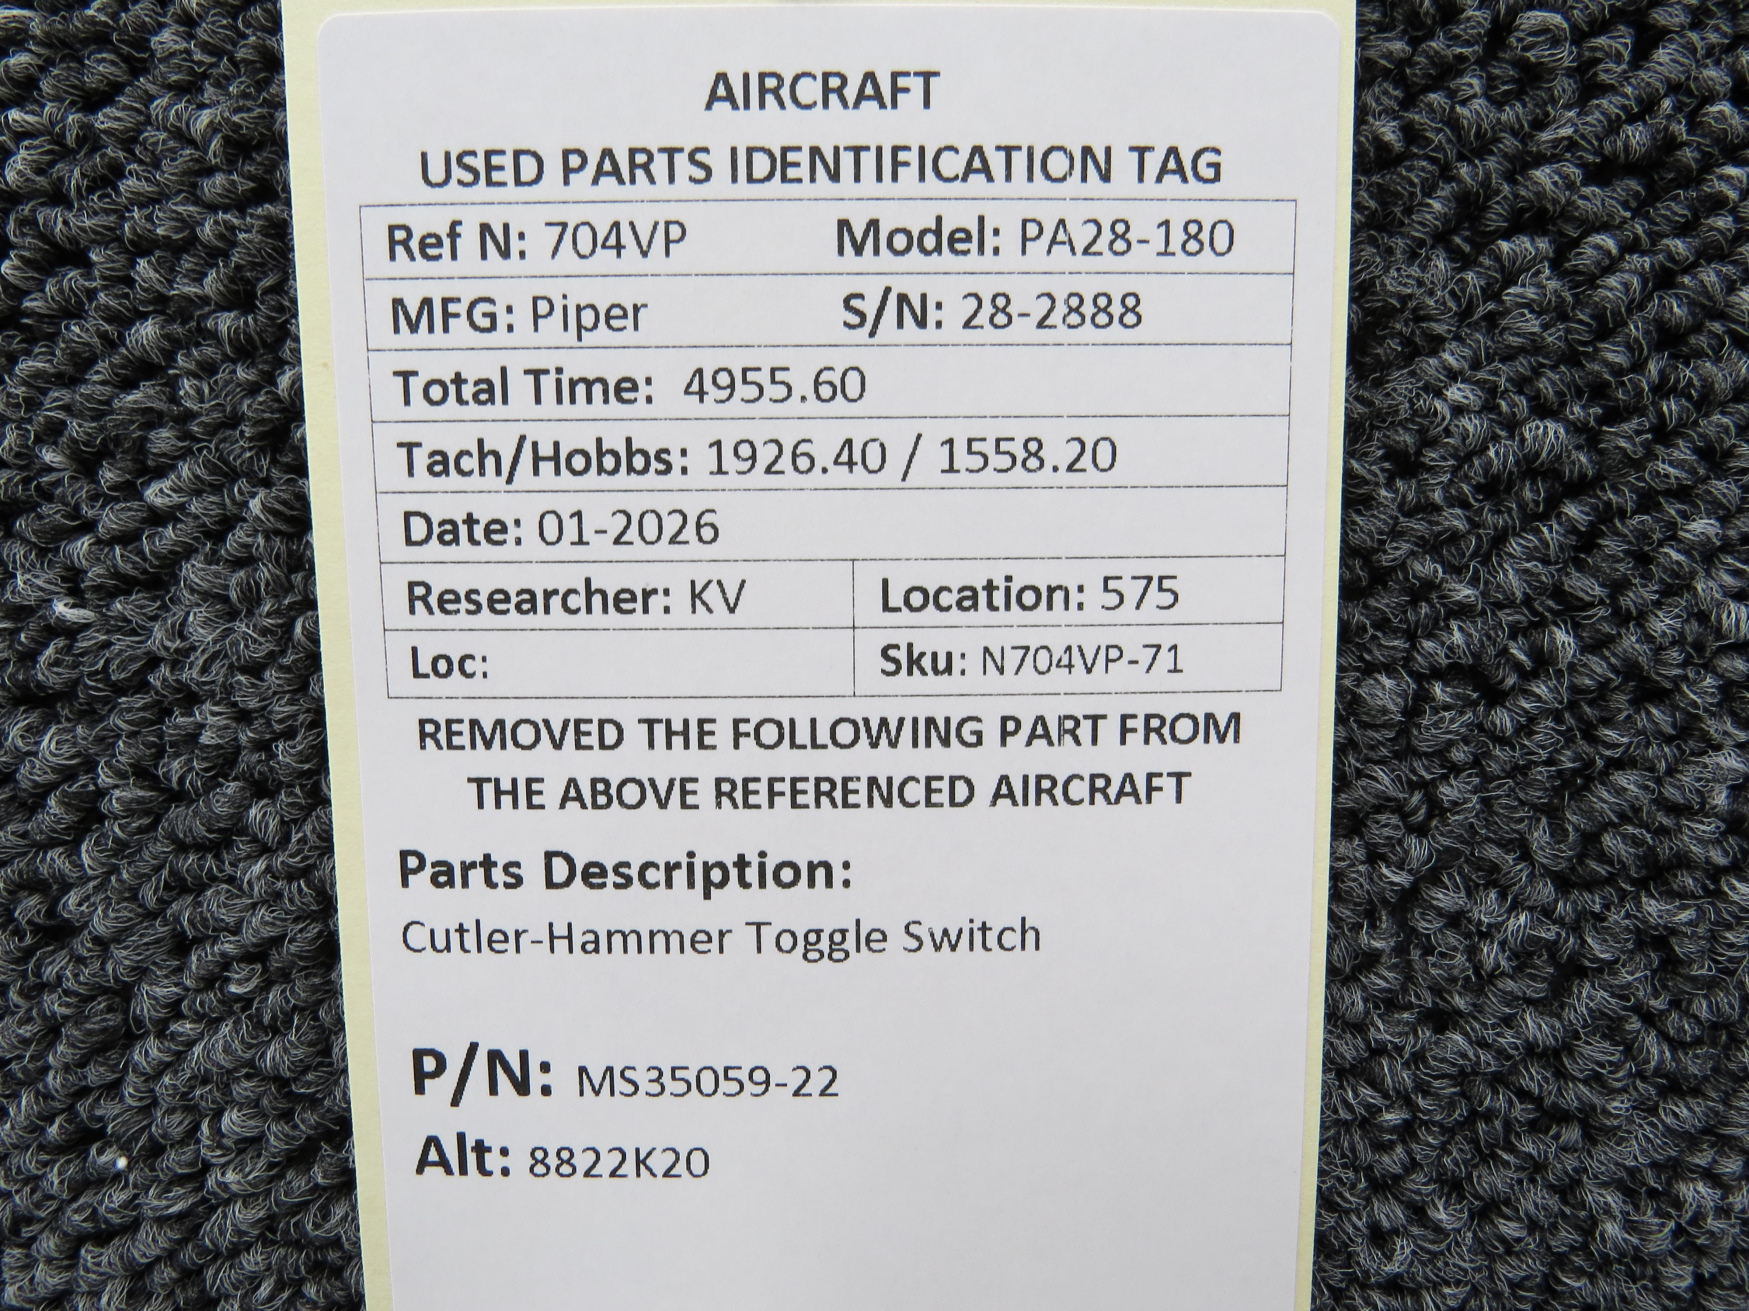 AIRCRAFT
USED PARTS IDENTIFICATION TAG
Ref N: 704VP Model: PA28-180
MFG: Piper S/N: 28-2888
Total Time: 4955.60
Tach/Hobbs: 1926.40 / 1558.20
Date: 01-2026
Researcher: KV Location: 575
Loc: Sku: N704VP-71
REMOVED THE FOLLOWING PART FROM
THE ABOVE REFERENCED AIRCRAFT
Parts Description:
Cutler-Hammer Toggle Switch
P/N: MS35059-22
Alt: 8822K20